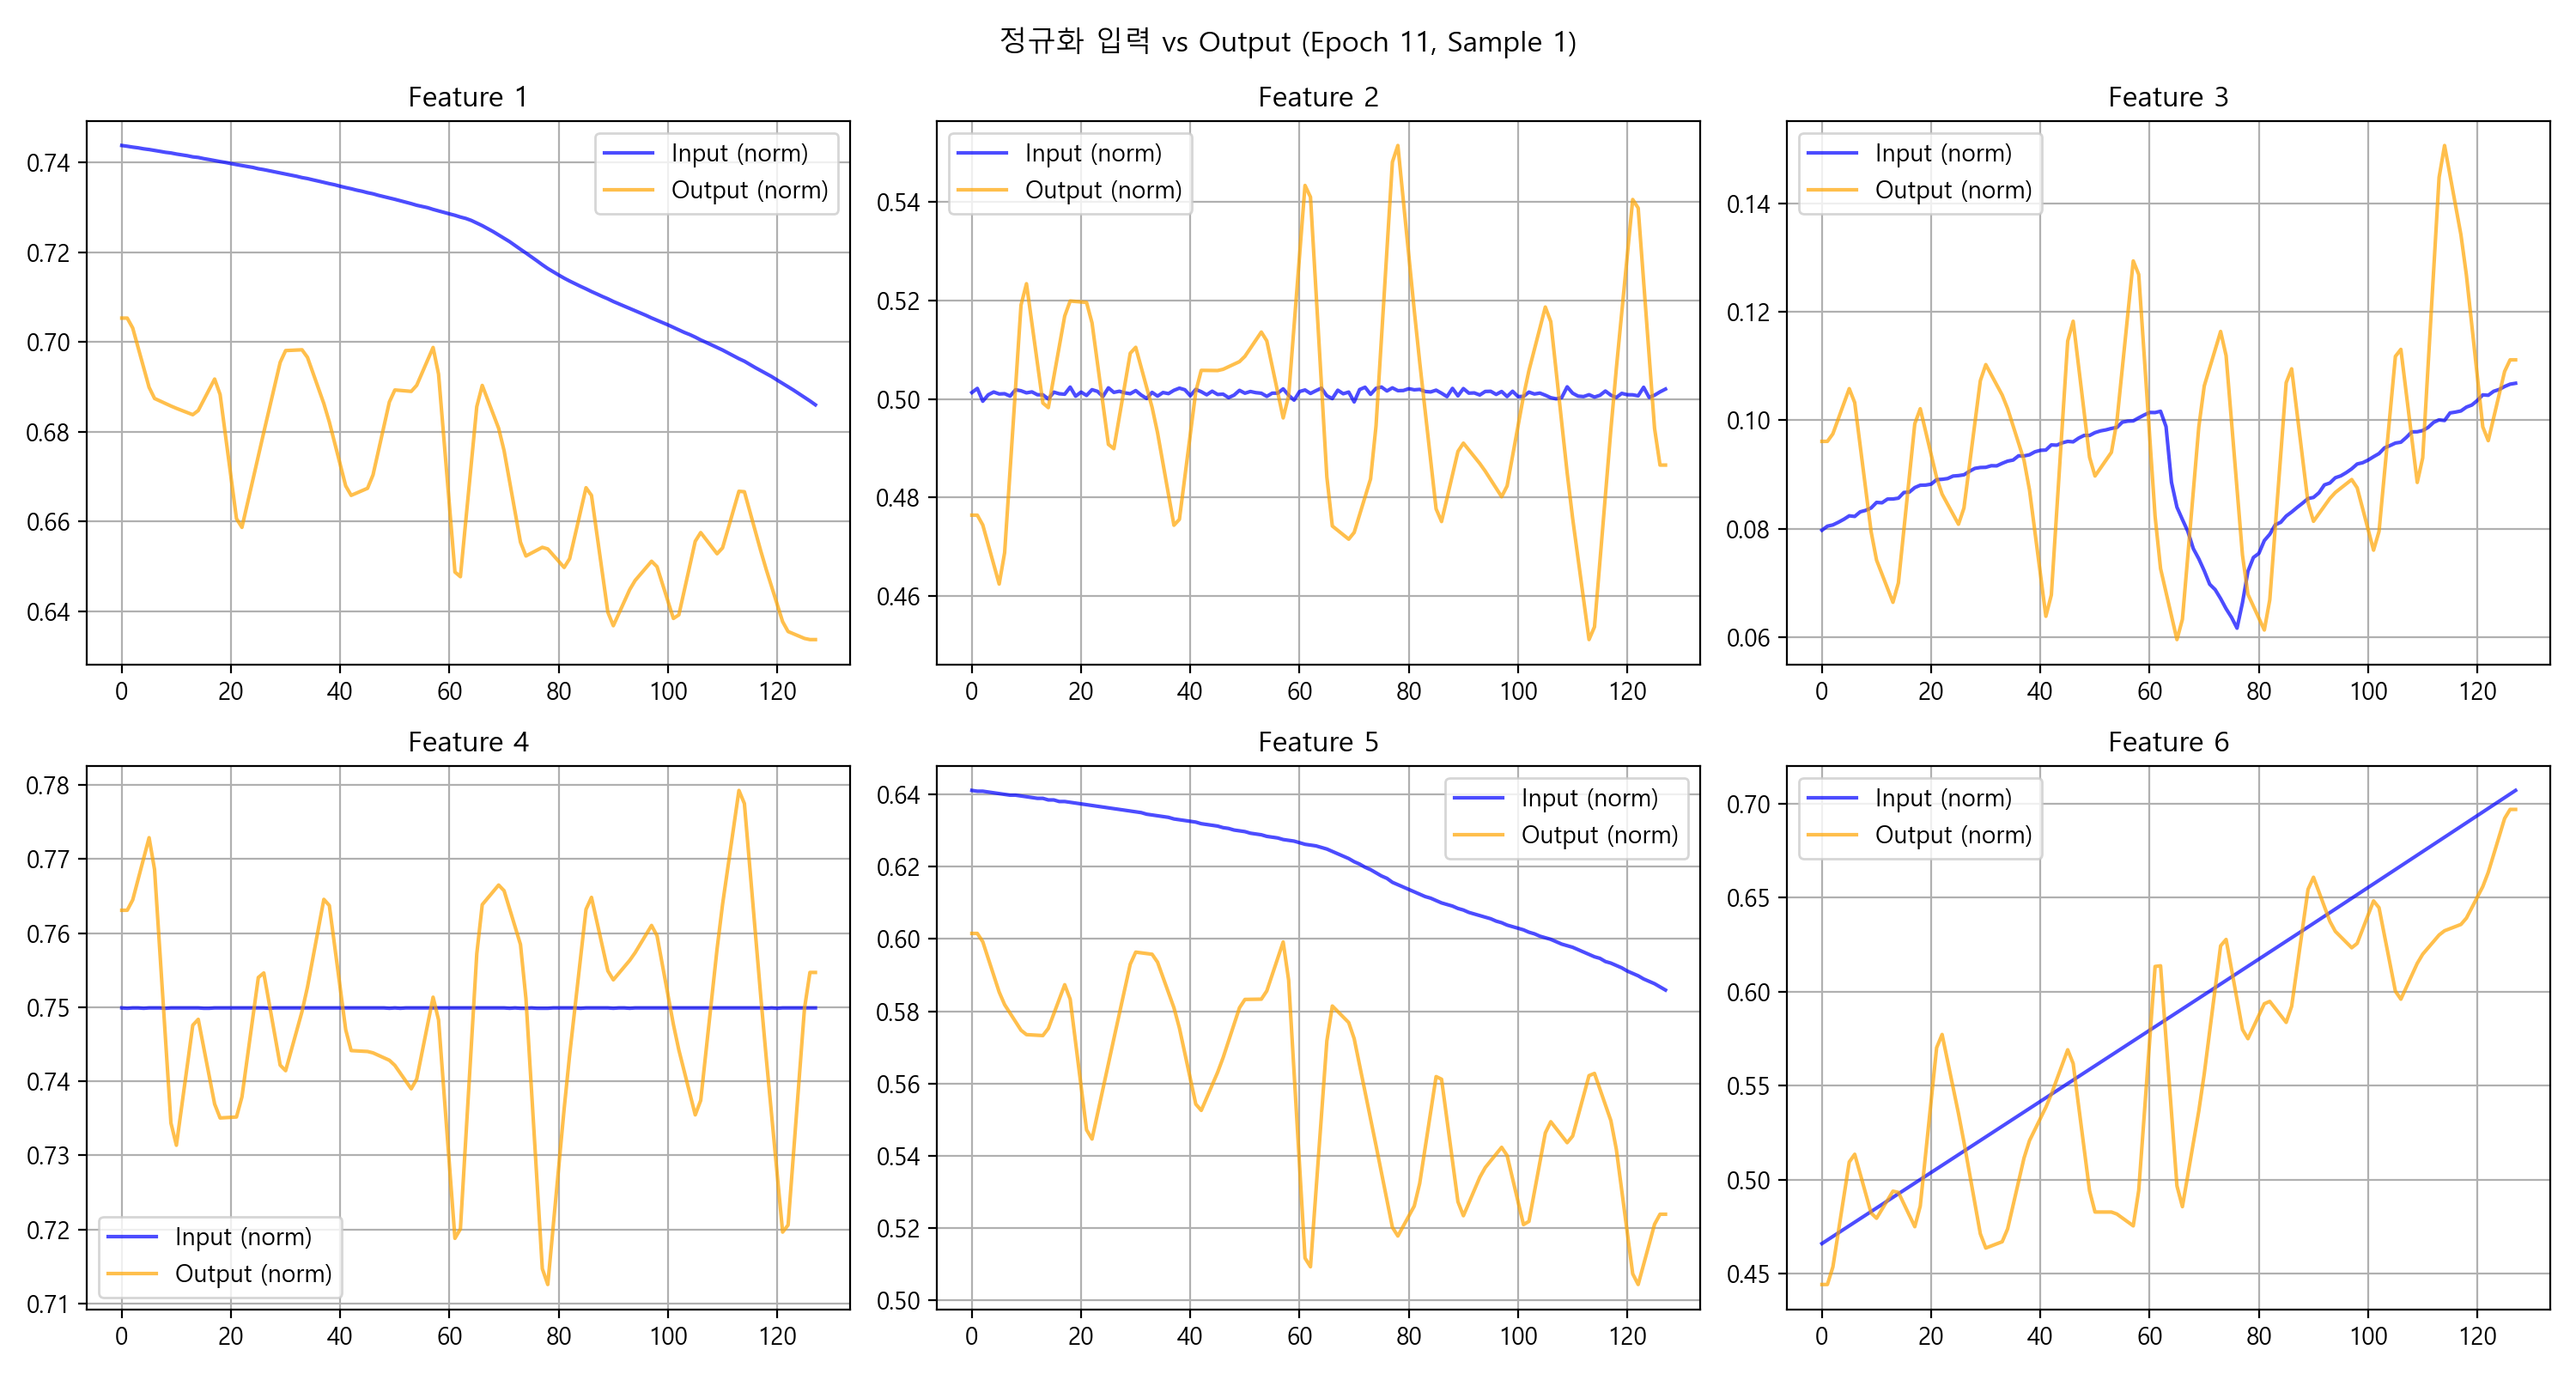 정규화 입력 vs Output (Epoch 11, Sample 1)
Feature 1
Input (norm)
Output (norm)
0.74
0.72
0.70
0.68
0.66
0.64
0 20 40 60 80 100 120
Feature 2
Input (norm)
Output (norm)
0.54
0.52
0.50
0.48
0.46
0 20 40 60 80 100 120
Feature 3
Input (norm)
Output (norm)
0.14
0.12
0.10
0.08
0.06
0 20 40 60 80 100 120
Feature 4
0.78
0.77
0.76
0.75
0.74
0.73
0.72
0.71
Input (norm)
Output (norm)
0 20 40 60 80 100 120
Feature 5
Input (norm)
Output (norm)
0.64
0.62
0.60
0.58
0.56
0.54
0.52
0.50
0 20 40 60 80 100 120
Feature 6
Input (norm)
Output (norm)
0.70
0.65
0.60
0.55
0.50
0.45
0 20 40 60 80 100 120